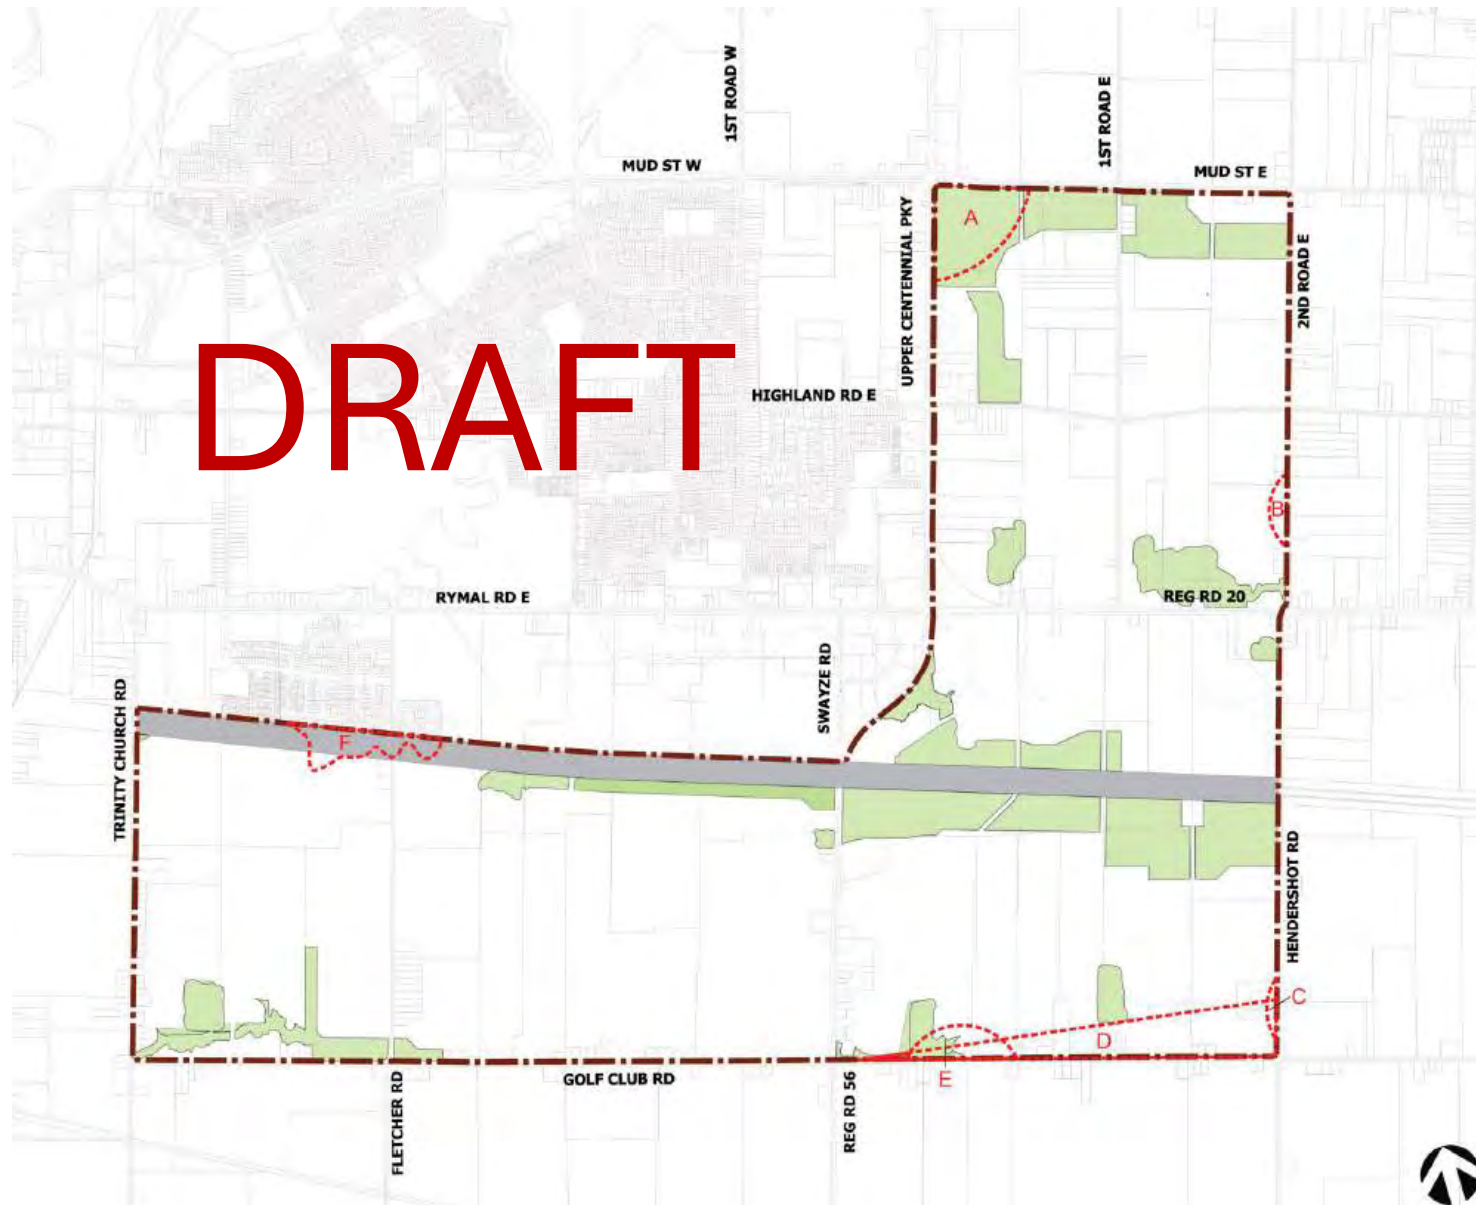 1ST ROAD W
1ST ROAD E
MUD ST W
MUD ST E
A
UPPER CENTENNIAL PKY
2ND ROAD E
DRAFT
HIGHLAND RD E
B
RYMAL RD E
REG RD 20
SWAYZE RD
TRINITY CHURCH RD
F
HENDERSHOT RD
C
D
E
GOLF CLUB RD
FLETCHER RD
REG RD 56